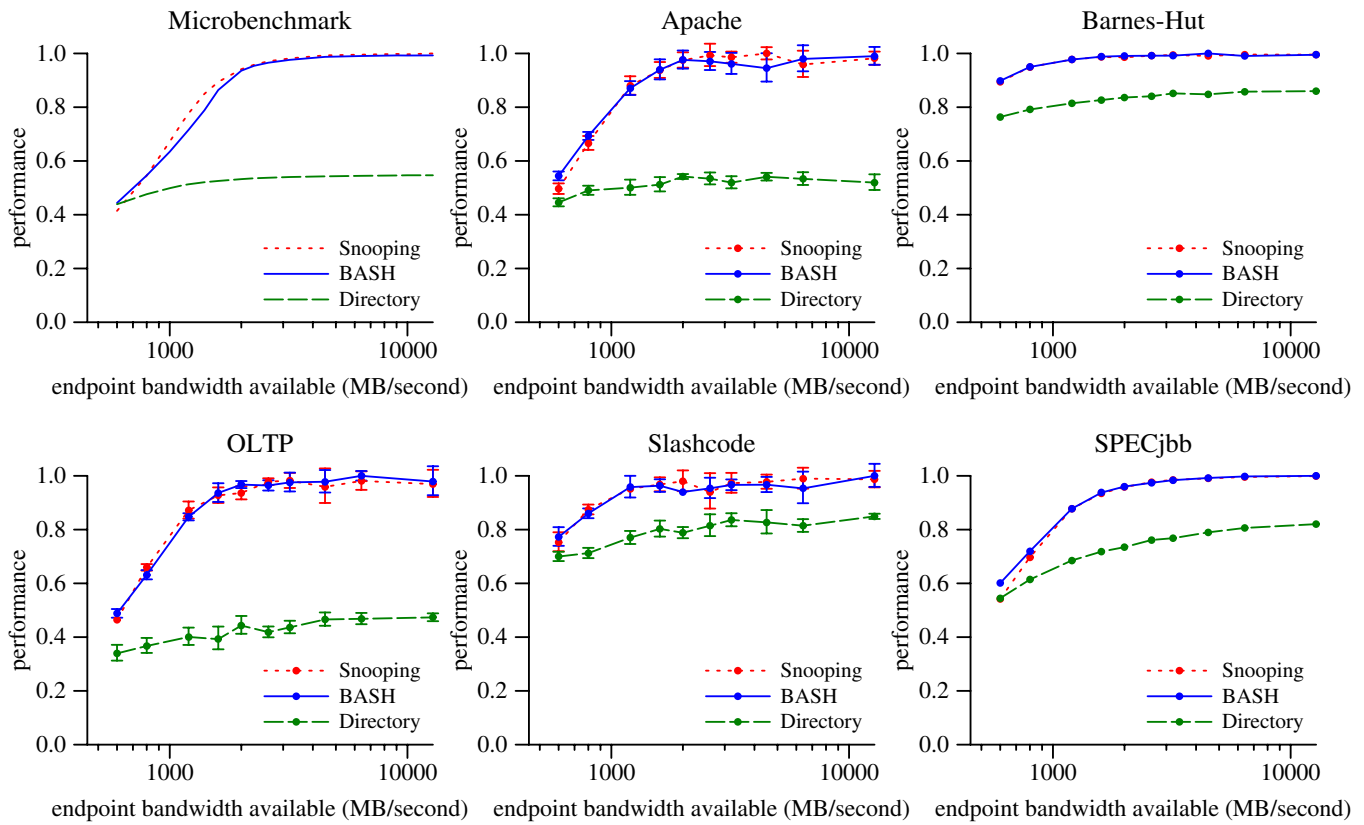 Microbenchmark
1.0
0.8
0.6
0.4
0.2
0.0
performance
Snooping
BASH
Directory
1000
10000
endpoint bandwidth available (MB/second)
Apache
1.0
0.8
0.6
0.4
0.2
0.0
performance
Snooping
BASH
Directory
1000
10000
endpoint bandwidth available (MB/second)
Barnes-Hut
1.0
0.8
0.6
0.4
0.2
0.0
performance
Snooping
BASH
Directory
1000
10000
endpoint bandwidth available (MB/second)
OLTP
1.0
0.8
0.6
0.4
0.2
0.0
performance
Snooping
BASH
Directory
1000
10000
endpoint bandwidth available (MB/second)
Slashcode
1.0
0.8
0.6
0.4
0.2
0.0
performance
Snooping
BASH
Directory
1000
10000
endpoint bandwidth available (MB/second)
SPECjbb
1.0
0.8
0.6
0.4
0.2
0.0
performance
Snooping
BASH
Directory
1000
10000
endpoint bandwidth available (MB/second)